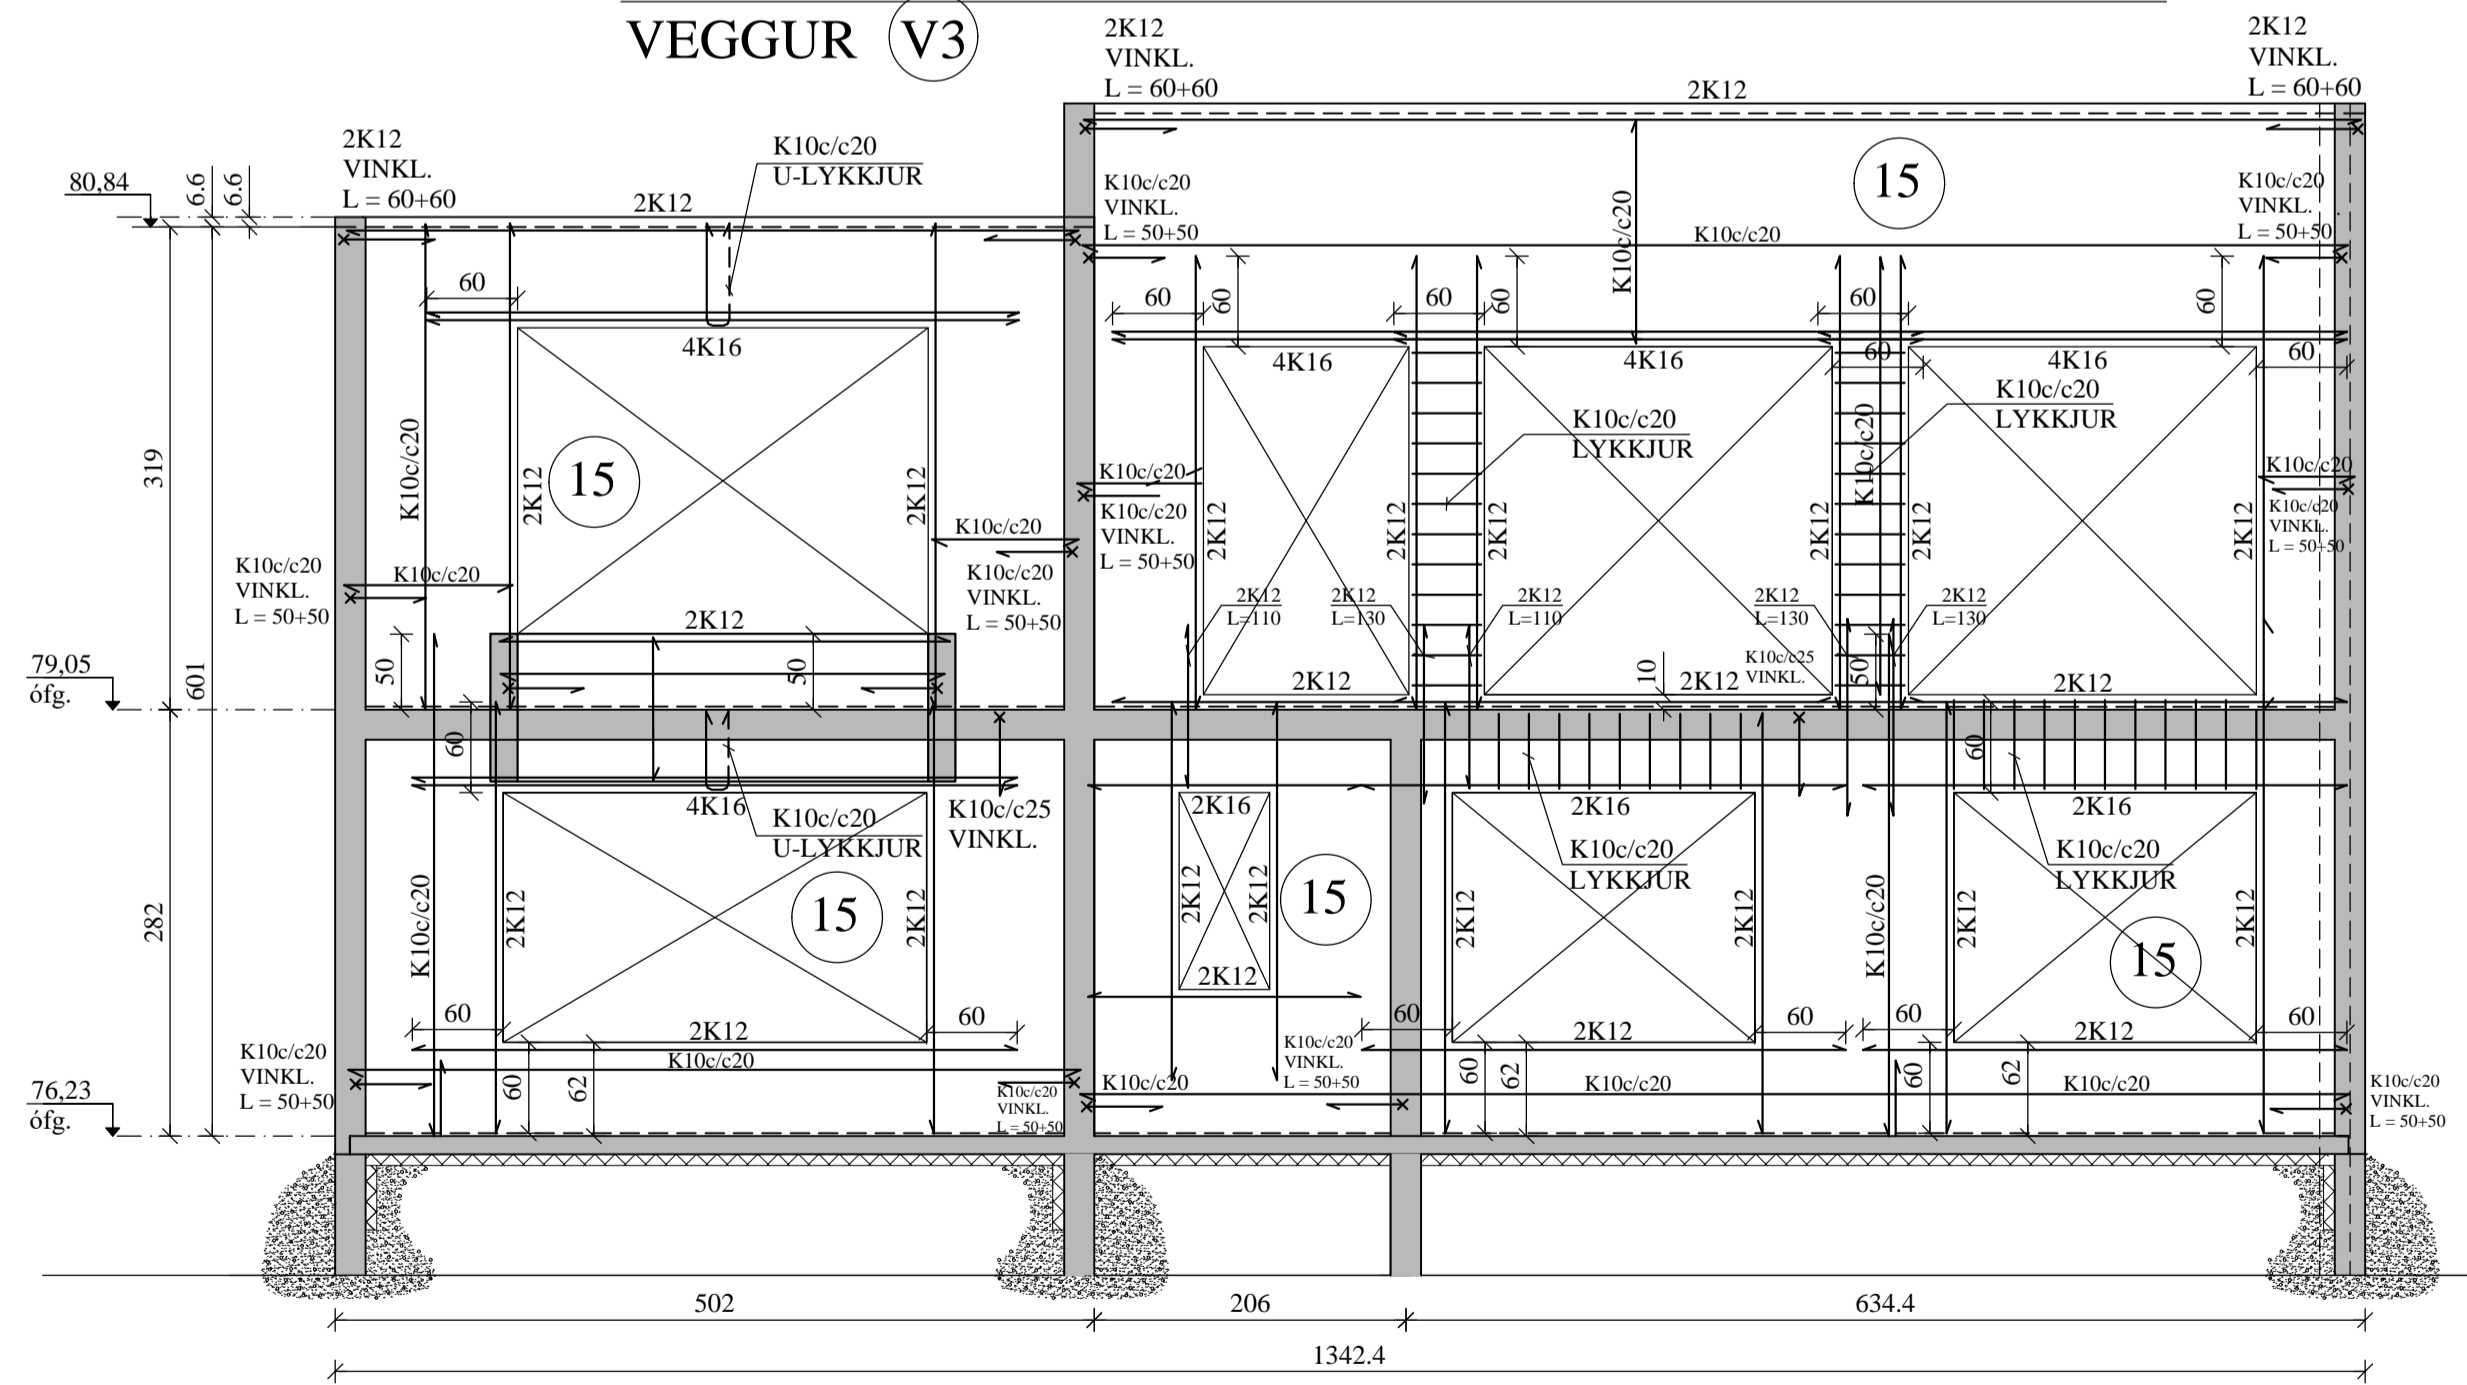 VEGGUR V3
2K12
VINKL.
L = 60+60
2K12
VINKL.
L = 60+60
2K12
2K12
VINKL.
L = 60+60
K10c/c20
U-LYKKJUR
2K12
80,84
6.6
6.6
15
K10c/c20
VINKL.
L = 50+50
K10c/c20
VINKL.
L = 50+50
K10c/c20
K10c/c20
60
60
60
60
60
60
60
4K16
4K16
4K16
60
4K16
60
K10c/c20
LYKKJUR
K10c/c20
LYKKJUR
K10c/c20
319
601
K10c/c20
2K12
15
2K12
K10c/c20
K10c/c20
VINKL.
L = 50+50
K10c/c20
2K12
2K12
2K12
2K12
2K12
2K12
K10c/c20
K10c/c20
VINKL.
L = 50+50
K10c/c20
VINKL.
L = 50+50
K10c/c20
K10c/c20
VINKL.
L = 50+50
2K12
L=110
2K12
L=130
2K12
L=110
2K12
L=130
2K12
L=130
2K12
50
50
79,05
ófg.
2K12
10
2K12
K10c/c25
VINKL.
50
2K12
60
60
4K16
K10c/c20
U-LYKKJUR
K10c/c25
VINKL.
2K16
2K16
2K16
K10c/c20
LYKKJUR
K10c/c20
LYKKJUR
282
K10c/c20
2K12
15
2K12
2K12
2K12
15
2K12
2K12
K10c/c20
2K12
15
2K12
2K12
60
2K12
60
60
2K12
60
60
2K12
60
K10c/c20
VINKL.
L = 50+50
K10c/c20
60
62
K10c/c20
VINKL.
L = 50+50
K10c/c20
K10c/c20
VINKL.
L = 50+50
60
62
K10c/c20
60
62
K10c/c20
K10c/c20
VINKL.
L = 50+50
76,23
ófg.
502
206
634.4
1342.4